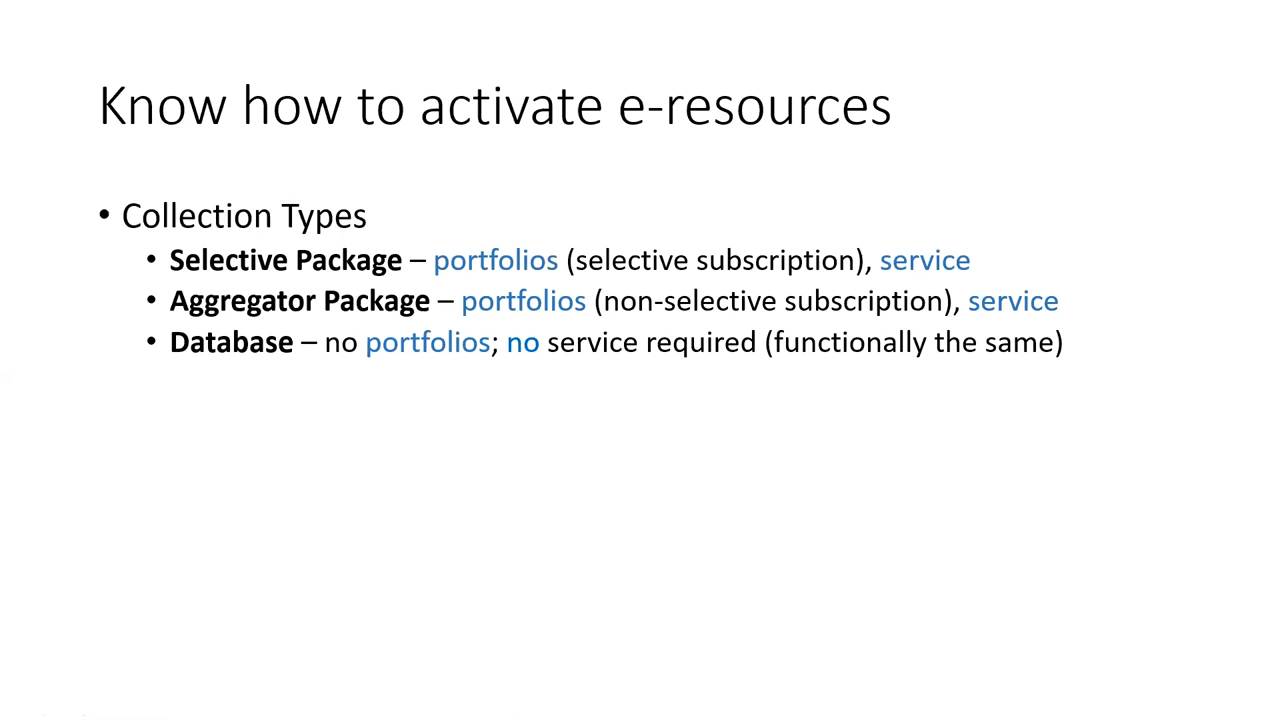 Know how to activate e-resources
• Collection Types
• Selective Package – portfolios (selective subscription), service
• Aggregator Package – portfolios (non-selective subscription), service
• Database – no portfolios; no service required (functionally the same)